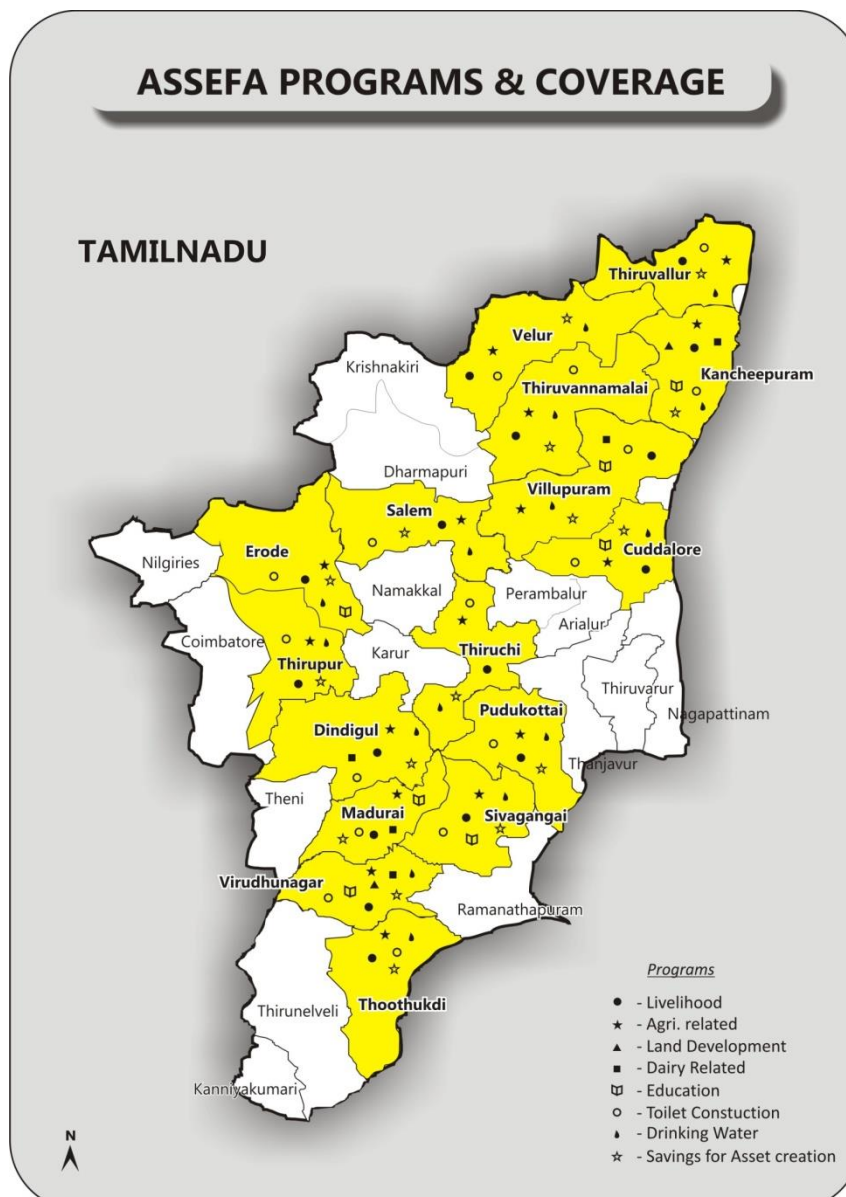 ASSEFA PROGRAMS & COVERAGE
TAMILNADU
Thiruvallur
Velur
Krishnakiri
Kancheepuram
Thiruvannamalai
Dharmapuri
Villupuram
Salem
Erode
Cuddalore
Nilgiries
Namakkal
Perambalur
Arialur
Coimbatore
Karur
Thiruchi
Thirupur
Thiruvarur
Nagapattinam
Pudukottai
Dindigul
Thanjavur
Theni
Madurai
Sivagangai
Virudhunagar
Ramanathapuram
Thoothukdi
Thirunelveli
Kanniyakumari
Programs
- Livelihood
- Agri. related
- Land Development
- Dairy Related
- Education
- Toilet Constuction
- Drinking Water
- Savings for Asset creation
N